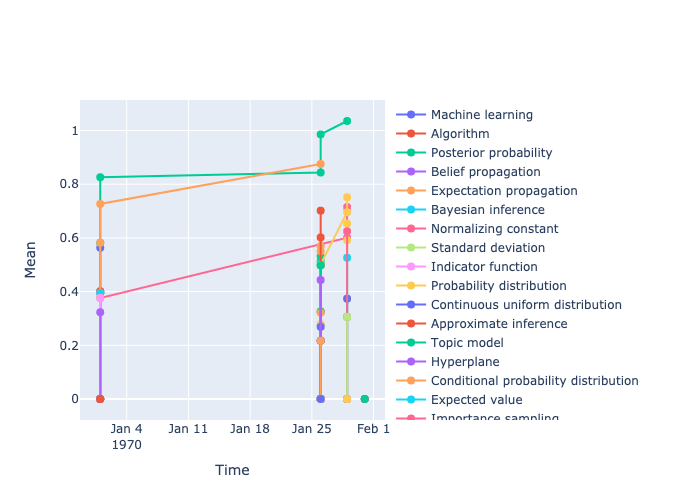 Mean
1
0.8
0.6
0.4
0.2
0
Jan 4
1970
Jan 11
Jan 18
Jan 25
Feb 1
Time
Machine learning
Algorithm
Posterior probability
Belief propagation
Expectation propagation
Bayesian inference
Normalizing constant
Standard deviation
Indicator function
Probability distribution
Continuous uniform distribution
Approximate inference
Topic model
Hyperplane
Conditional probability distribution
Expected value
Importance sampling